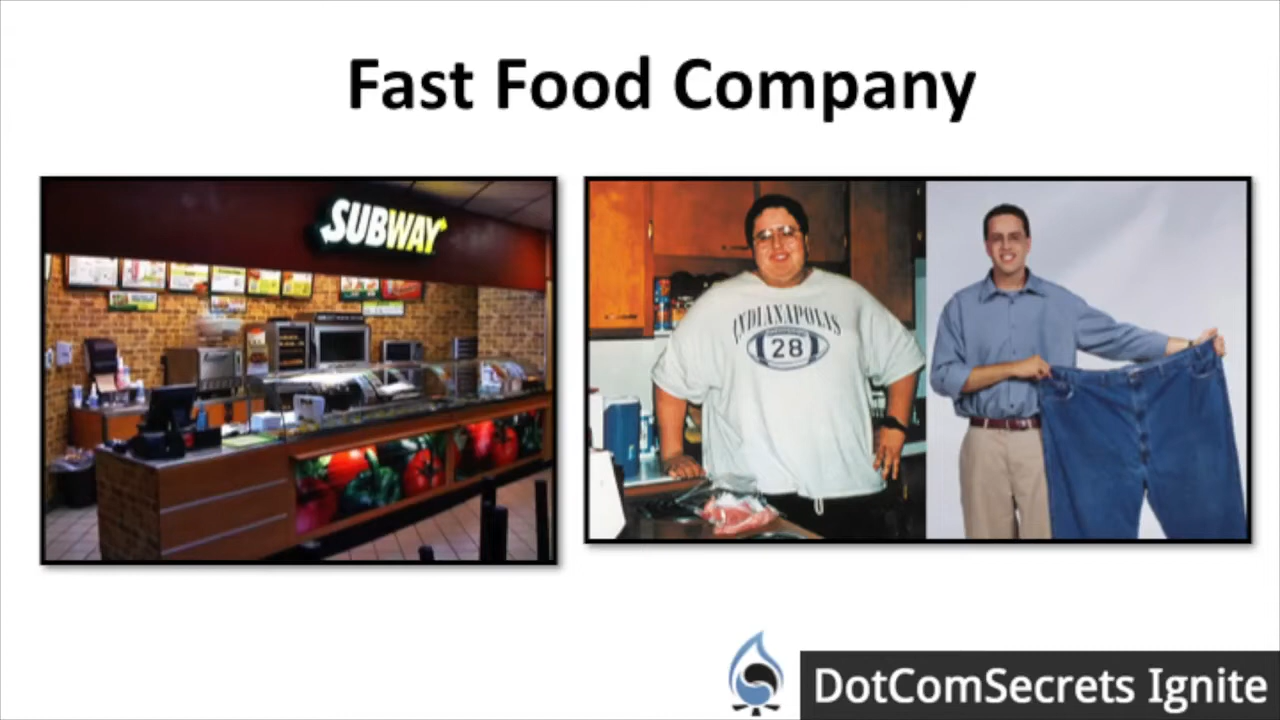 Fast Food Company
SUBWAY
INDIANAPOLIS
28
DotComSecrets Ignite